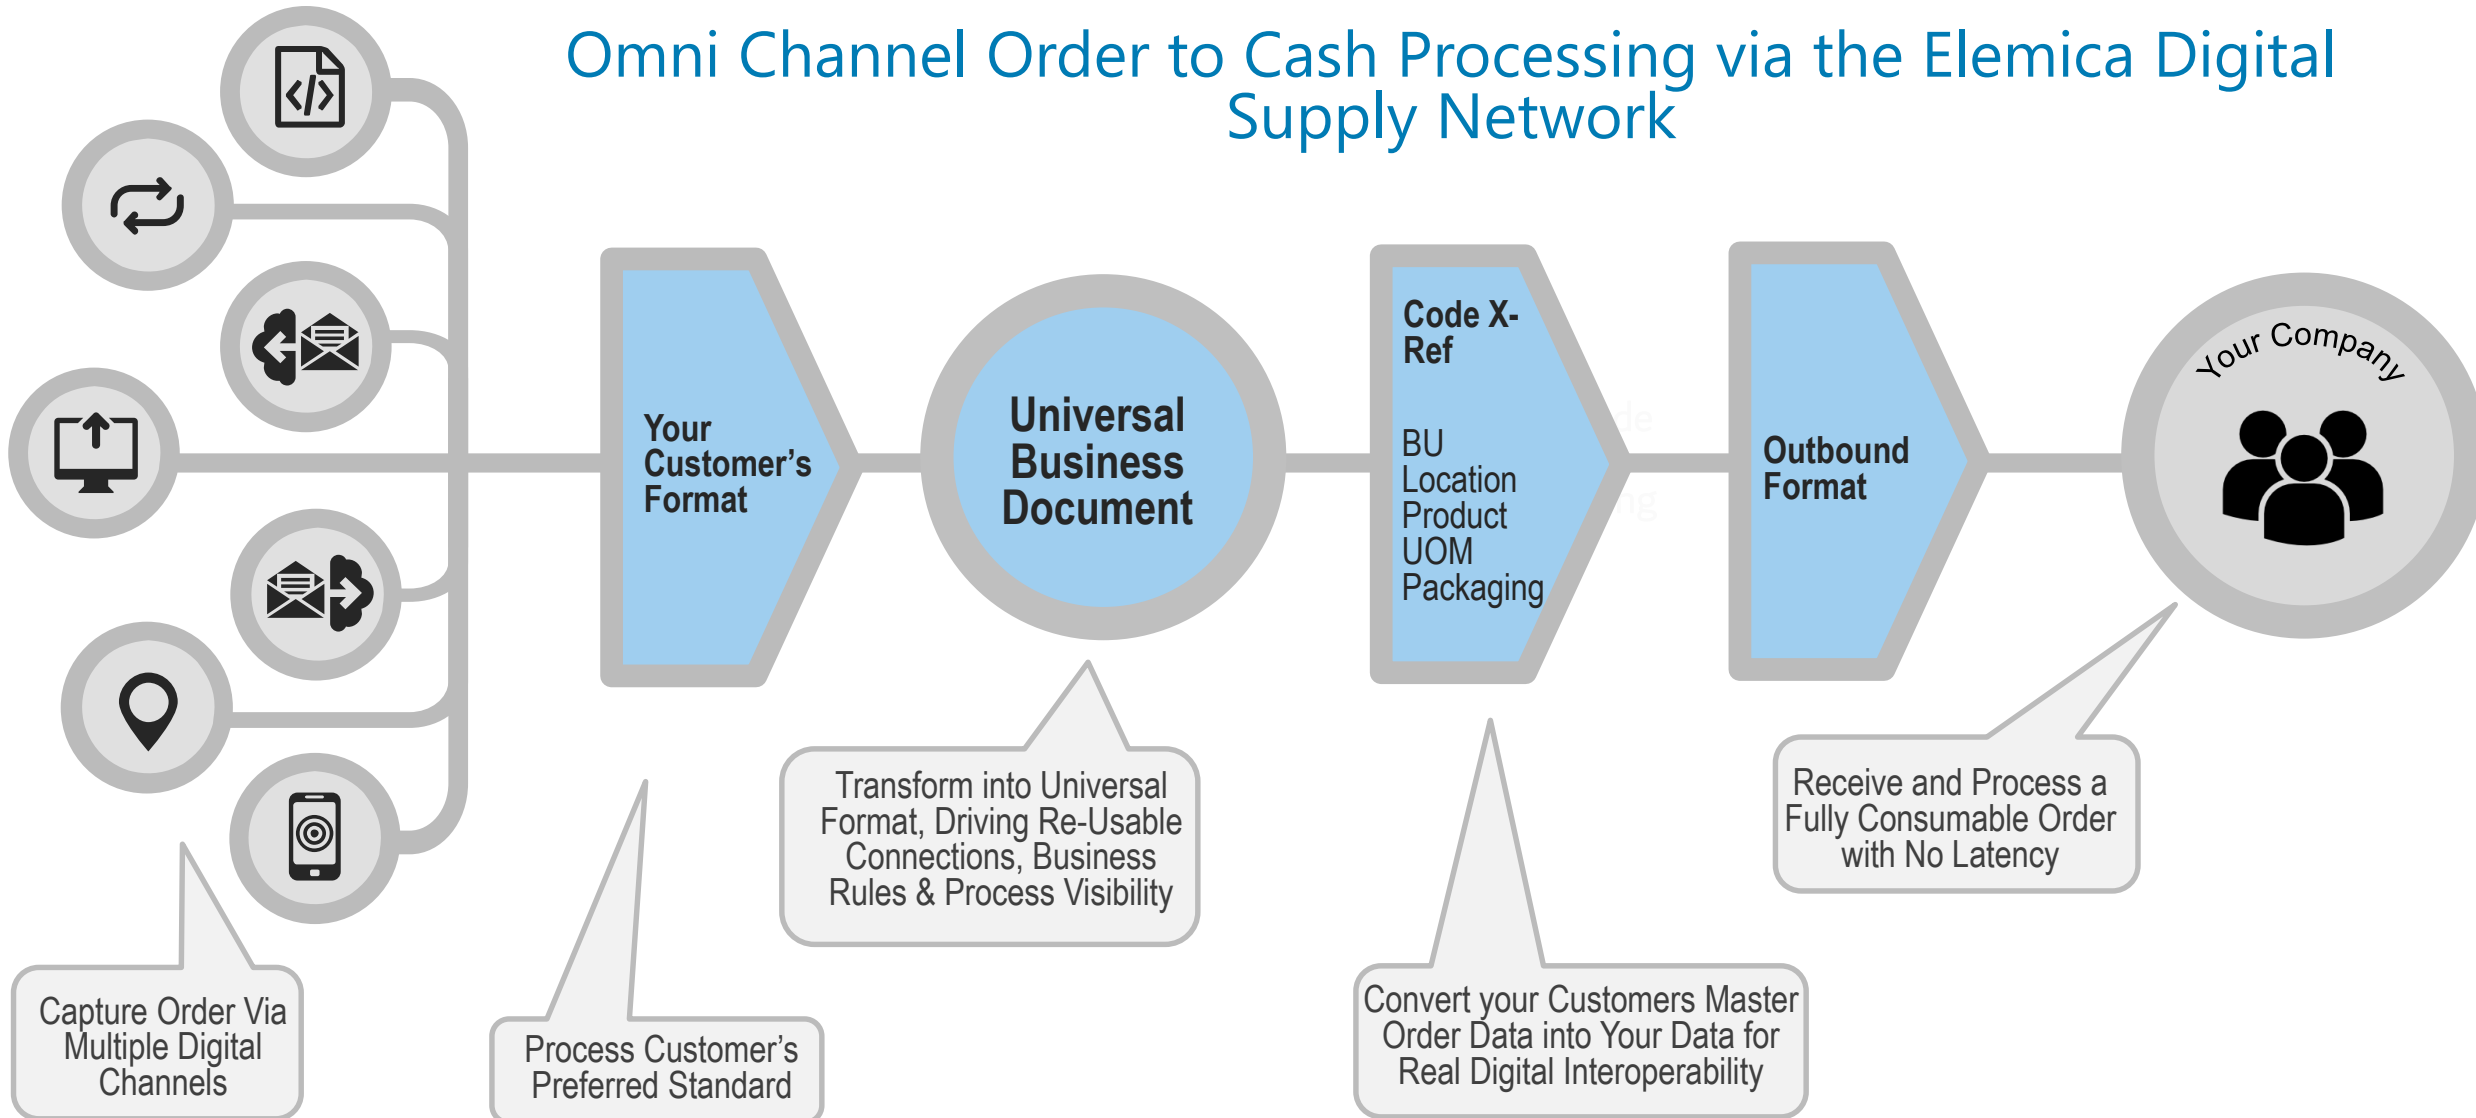 Omni Channel Order to Cash Processing via the Elemica Digital
Supply Network
Your
Customer’s
Format
Universal
Business
Document
Code X-
Ref
BU
Location
Product
UOM
Packaging
Outbound
Format
Your Company
Capture Order Via
Multiple Digital
Channels
Process Customer’s
Preferred Standard
Transform into Universal
Format, Driving Re-Usable
Connections, Business
Rules & Process Visibility
Convert your Customers Master
Order Data into Your Data for
Real Digital Interoperability
Receive and Process a
Fully Consumable Order
with No Latency